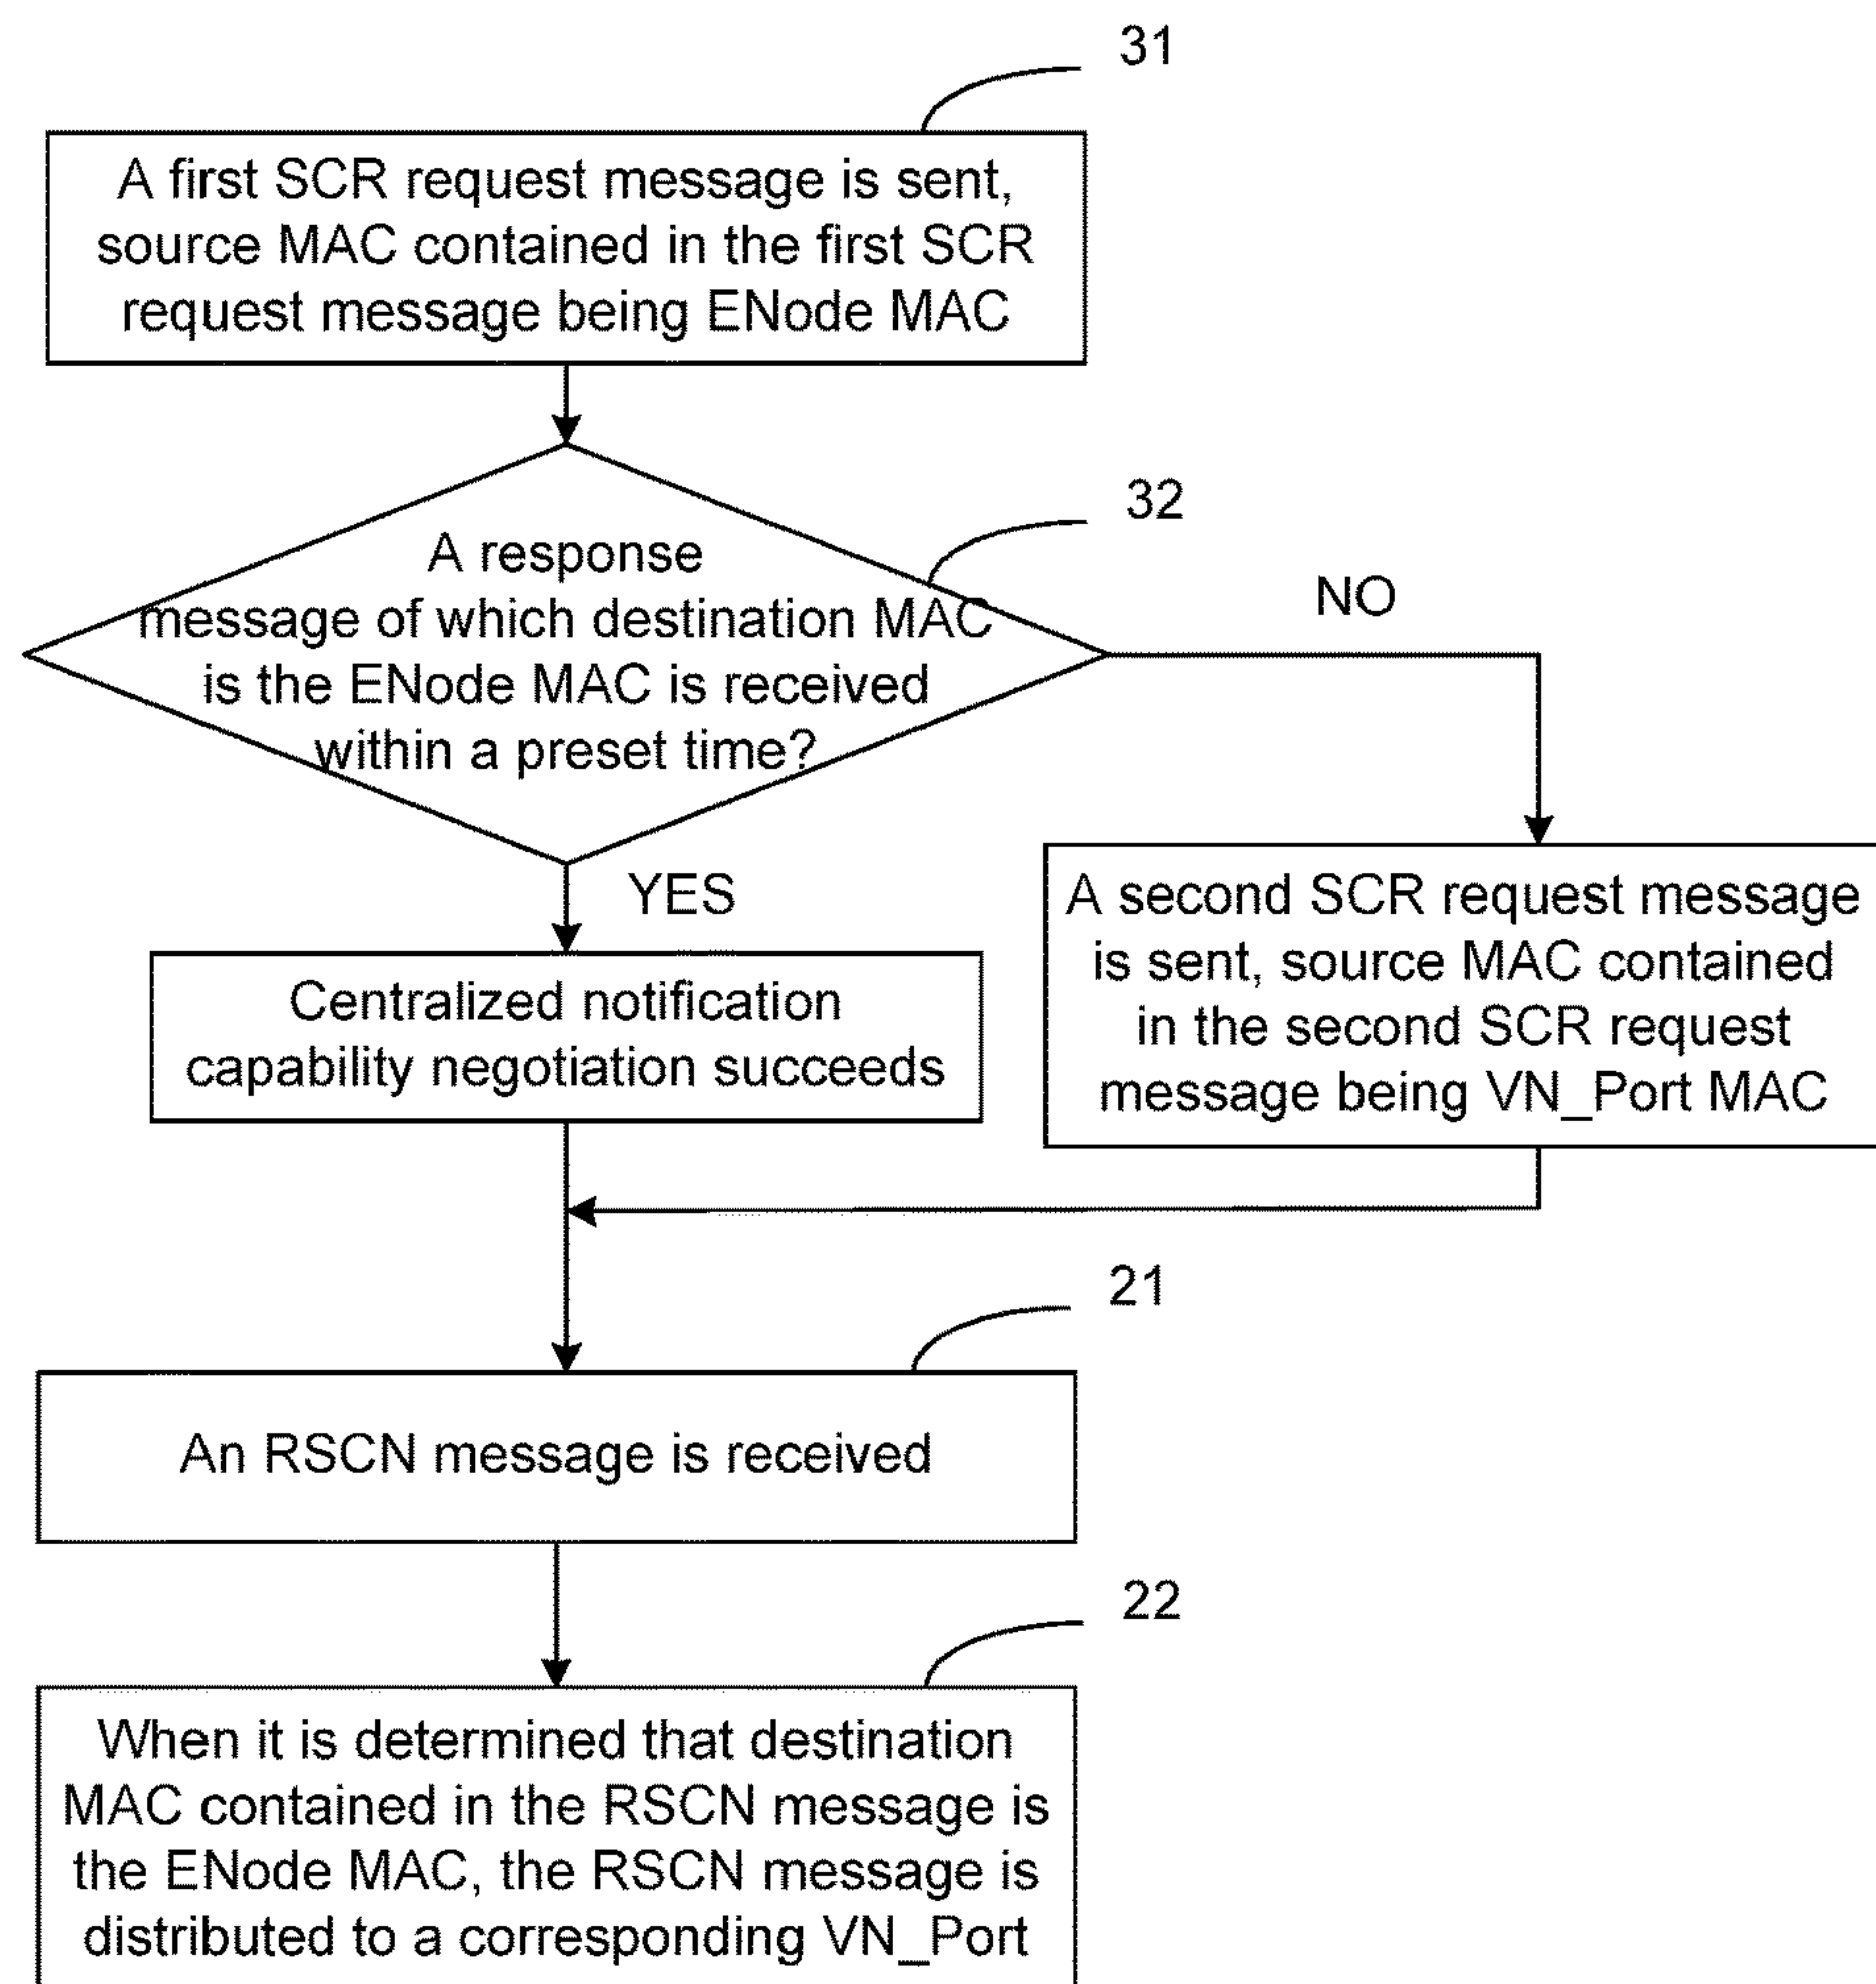 31
A first SCR request message is sent,
source MAC contained in the first SCR
request message being ENode MAC
32
A response
message of which destination MAC
is the ENode MAC is received
within a preset time?
NO
YES
A second SCR request message
is sent, source MAC contained
in the second SCR request
message being VN_Port MAC
Centralized notification
capability negotiation succeeds
21
An RSCN message is received
22
When it is determined that destination
MAC contained in the RSCN message is
the ENode MAC, the RSCN message is
distributed to a corresponding VN_Port